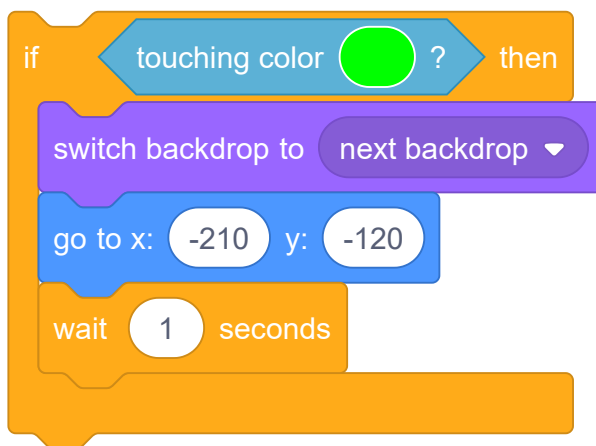 if touching color ? then
switch backdrop to next backdrop
go to x: -210 y: -120
wait 1 seconds